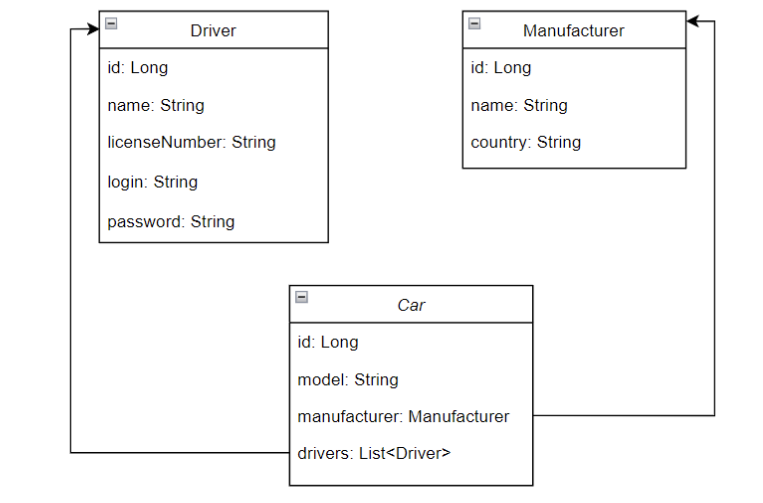 Driver
id: Long
name: String
licenseNumber: String
login: String
password: String
Manufacturer
id: Long
name: String
country: String
Car
id: Long
model: String
manufacturer: Manufacturer
drivers: List<Driver>